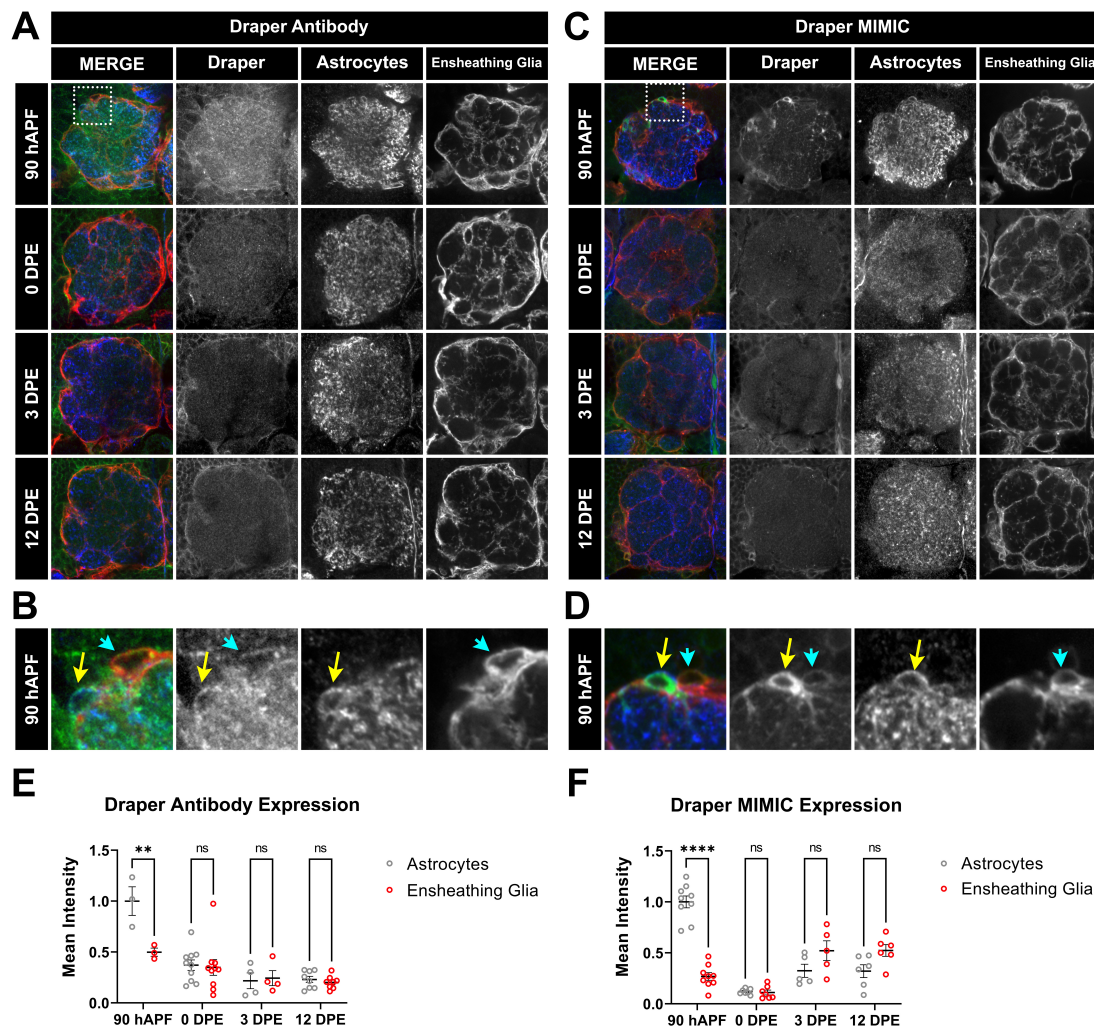 A
Draper Antibody
MERGE Draper Astrocytes Ensheathing Glia
90 hAPF
0 DPE
3 DPE
12 DPE
C
Draper MIMIC
MERGE Draper Astrocytes Ensheathing Glia
90 hAPF
0 DPE
3 DPE
12 DPE
B
90 hAPF
D
90 hAPF
E
Draper Antibody Expression
Mean Intensity
1.5
1.0
0.5
0.0
** ns ns ns
90 hAPF 0 DPE 3 DPE 12 DPE
Astrocytes
Ensheathing Glia
F
Draper MIMIC Expression
Mean Intensity
1.5
1.0
0.5
0.0
**** ns ns ns
90 hAPF 0 DPE 3 DPE 12 DPE
Astrocytes
Ensheathing Glia